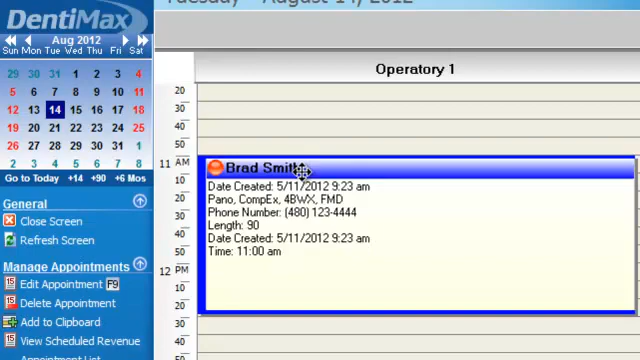 DentiMax
Tuesday - August 14, 2012
Aug 2012
Sun Mon Tue Wed Thu Fri Sat
29 30 31 1 2 3 4
5 6 7 8 9 10 11
12 13 14 15 16 17 18
19 20 21 22 23 24 25
26 27 28 29 30 31 1
2 3 4 5 6 7 8
Go to Today +14 +90 +6 Mos
General
Close Screen
Refresh Screen
Manage Appointments
Edit Appointment F9
Delete Appointment
Add to Clipboard
View Scheduled Revenue
Appointment List
Operatory 1
20
30
40
50
11 AM
10
20
30
40
50
12 PM
10
20
30
40
50
Brad Smith
Date Created: 5/11/2012 9:23 am
Pano, CompEx, 4BWX, FMD
Phone Number: (480) 123-4444
Length: 90
Date Created: 5/11/2012 9:23 am
Time: 11:00 am